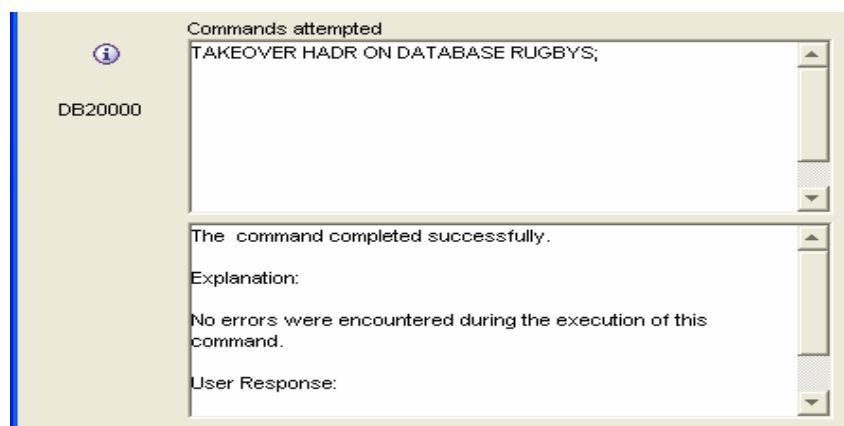 Commands attempted
TAKEOVER HADR ON DATABASE RUGBYS;
DB20000
The command completed successfully.
Explanation:
No errors were encountered during the execution of this
command.
User Response: